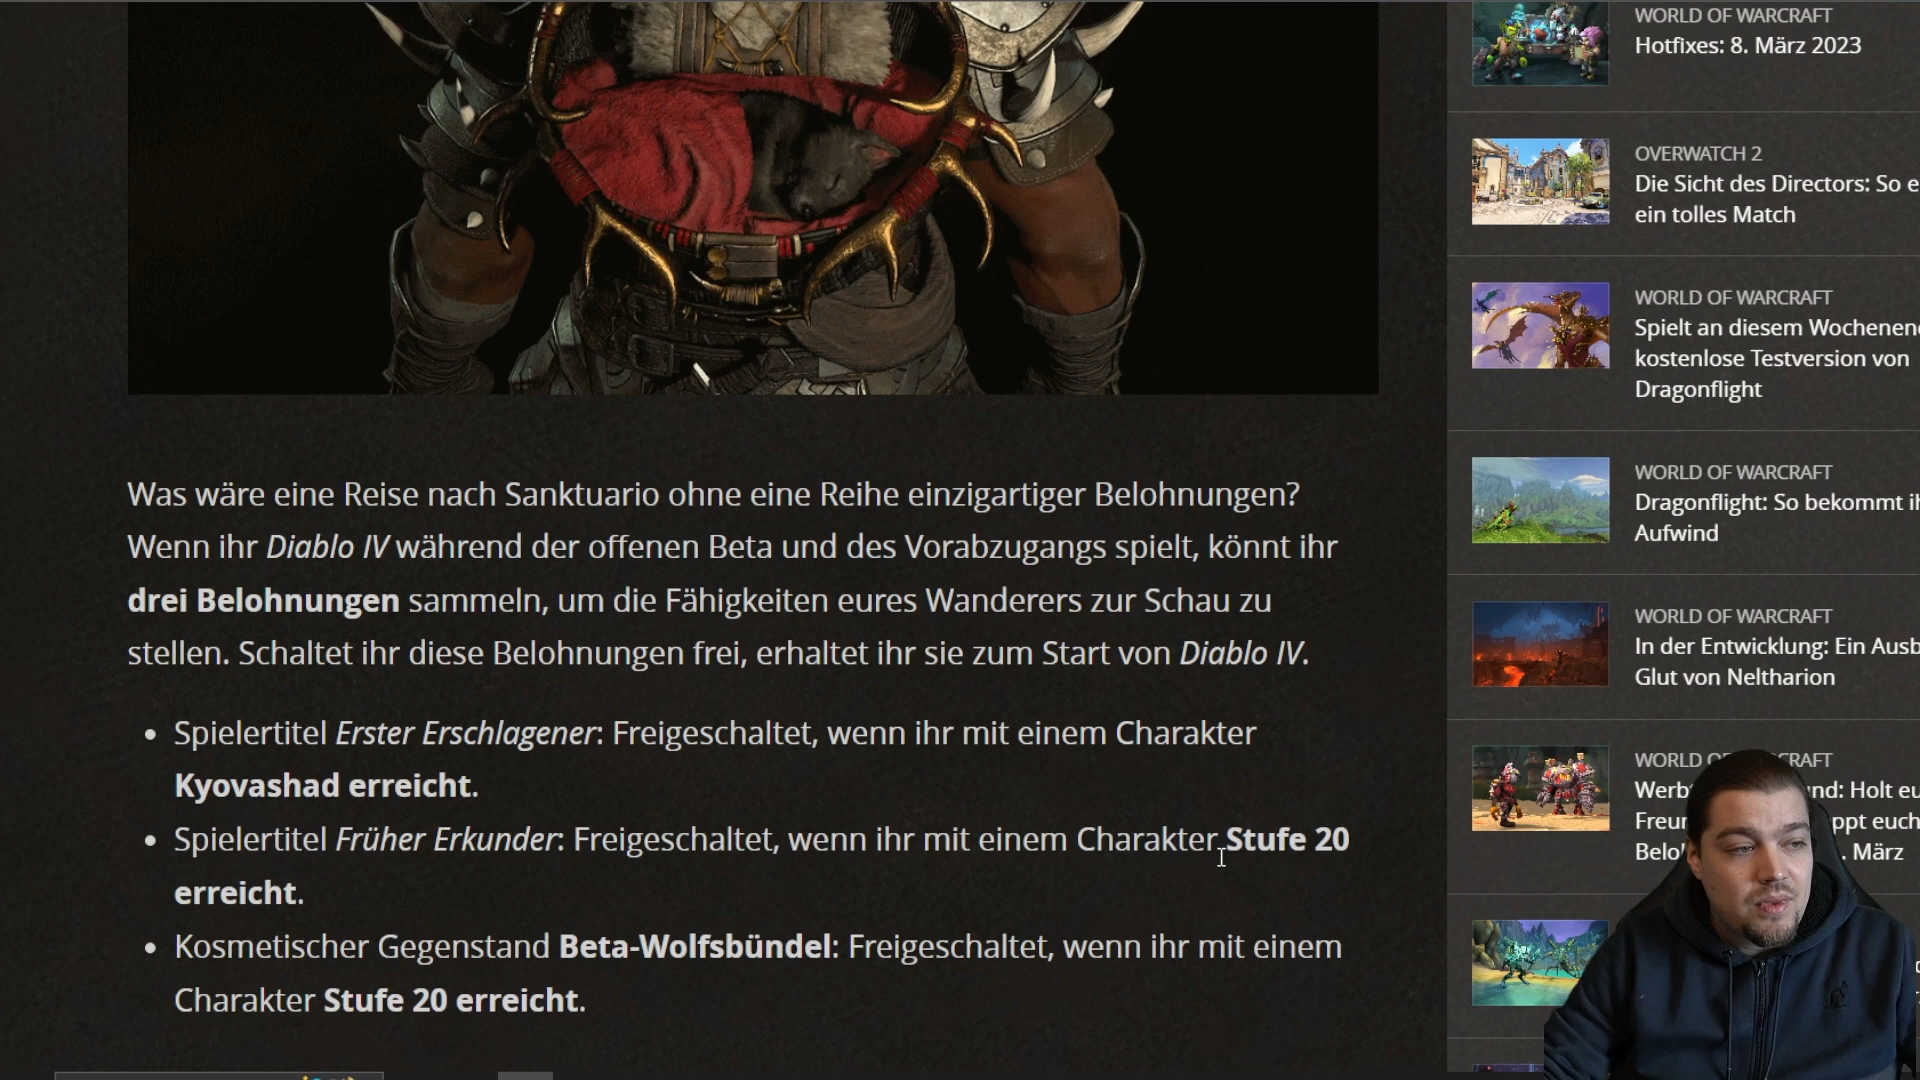 Was wäre eine Reise nach Sanktuario ohne eine Reihe einzigartiger Belohnungen?
Wenn ihr Diablo IV während der offenen Beta und des Vorabzugangs spielt, könnt ihr
drei Belohnungen sammeln, um die Fähigkeiten eures Wanderers zur Schau zu
stellen. Schaltet ihr diese Belohnungen frei, erhaltet ihr sie zum Start von Diablo IV.
• Spielertitel Erster Erschlagener: Freigeschaltet, wenn ihr mit einem Charakter
Kyovashad erreicht.
• Spielertitel Früher Erkunder: Freigeschaltet, wenn ihr mit einem Charakter Stufe 20
erreicht.
• Kosmetischer Gegenstand Beta-Wolfsbündel: Freigeschaltet, wenn ihr mit einem
Charakter Stufe 20 erreicht.
WORLD OF WARCRAFT
Hotfixes: 8. März 2023
OVERWATCH 2
Die Sicht des Directors: So
ein tolles Match
WORLD OF WARCRAFT
Spielt an diesem
kostenlose Testversion von
Dragonflight
WORLD OF WARCRAFT
Dragonflight: So bekommt
Aufwind
WORLD OF WARCRAFT
In der Entwicklung: Ein
Glut von Neltharion
WORLD
Holt
März